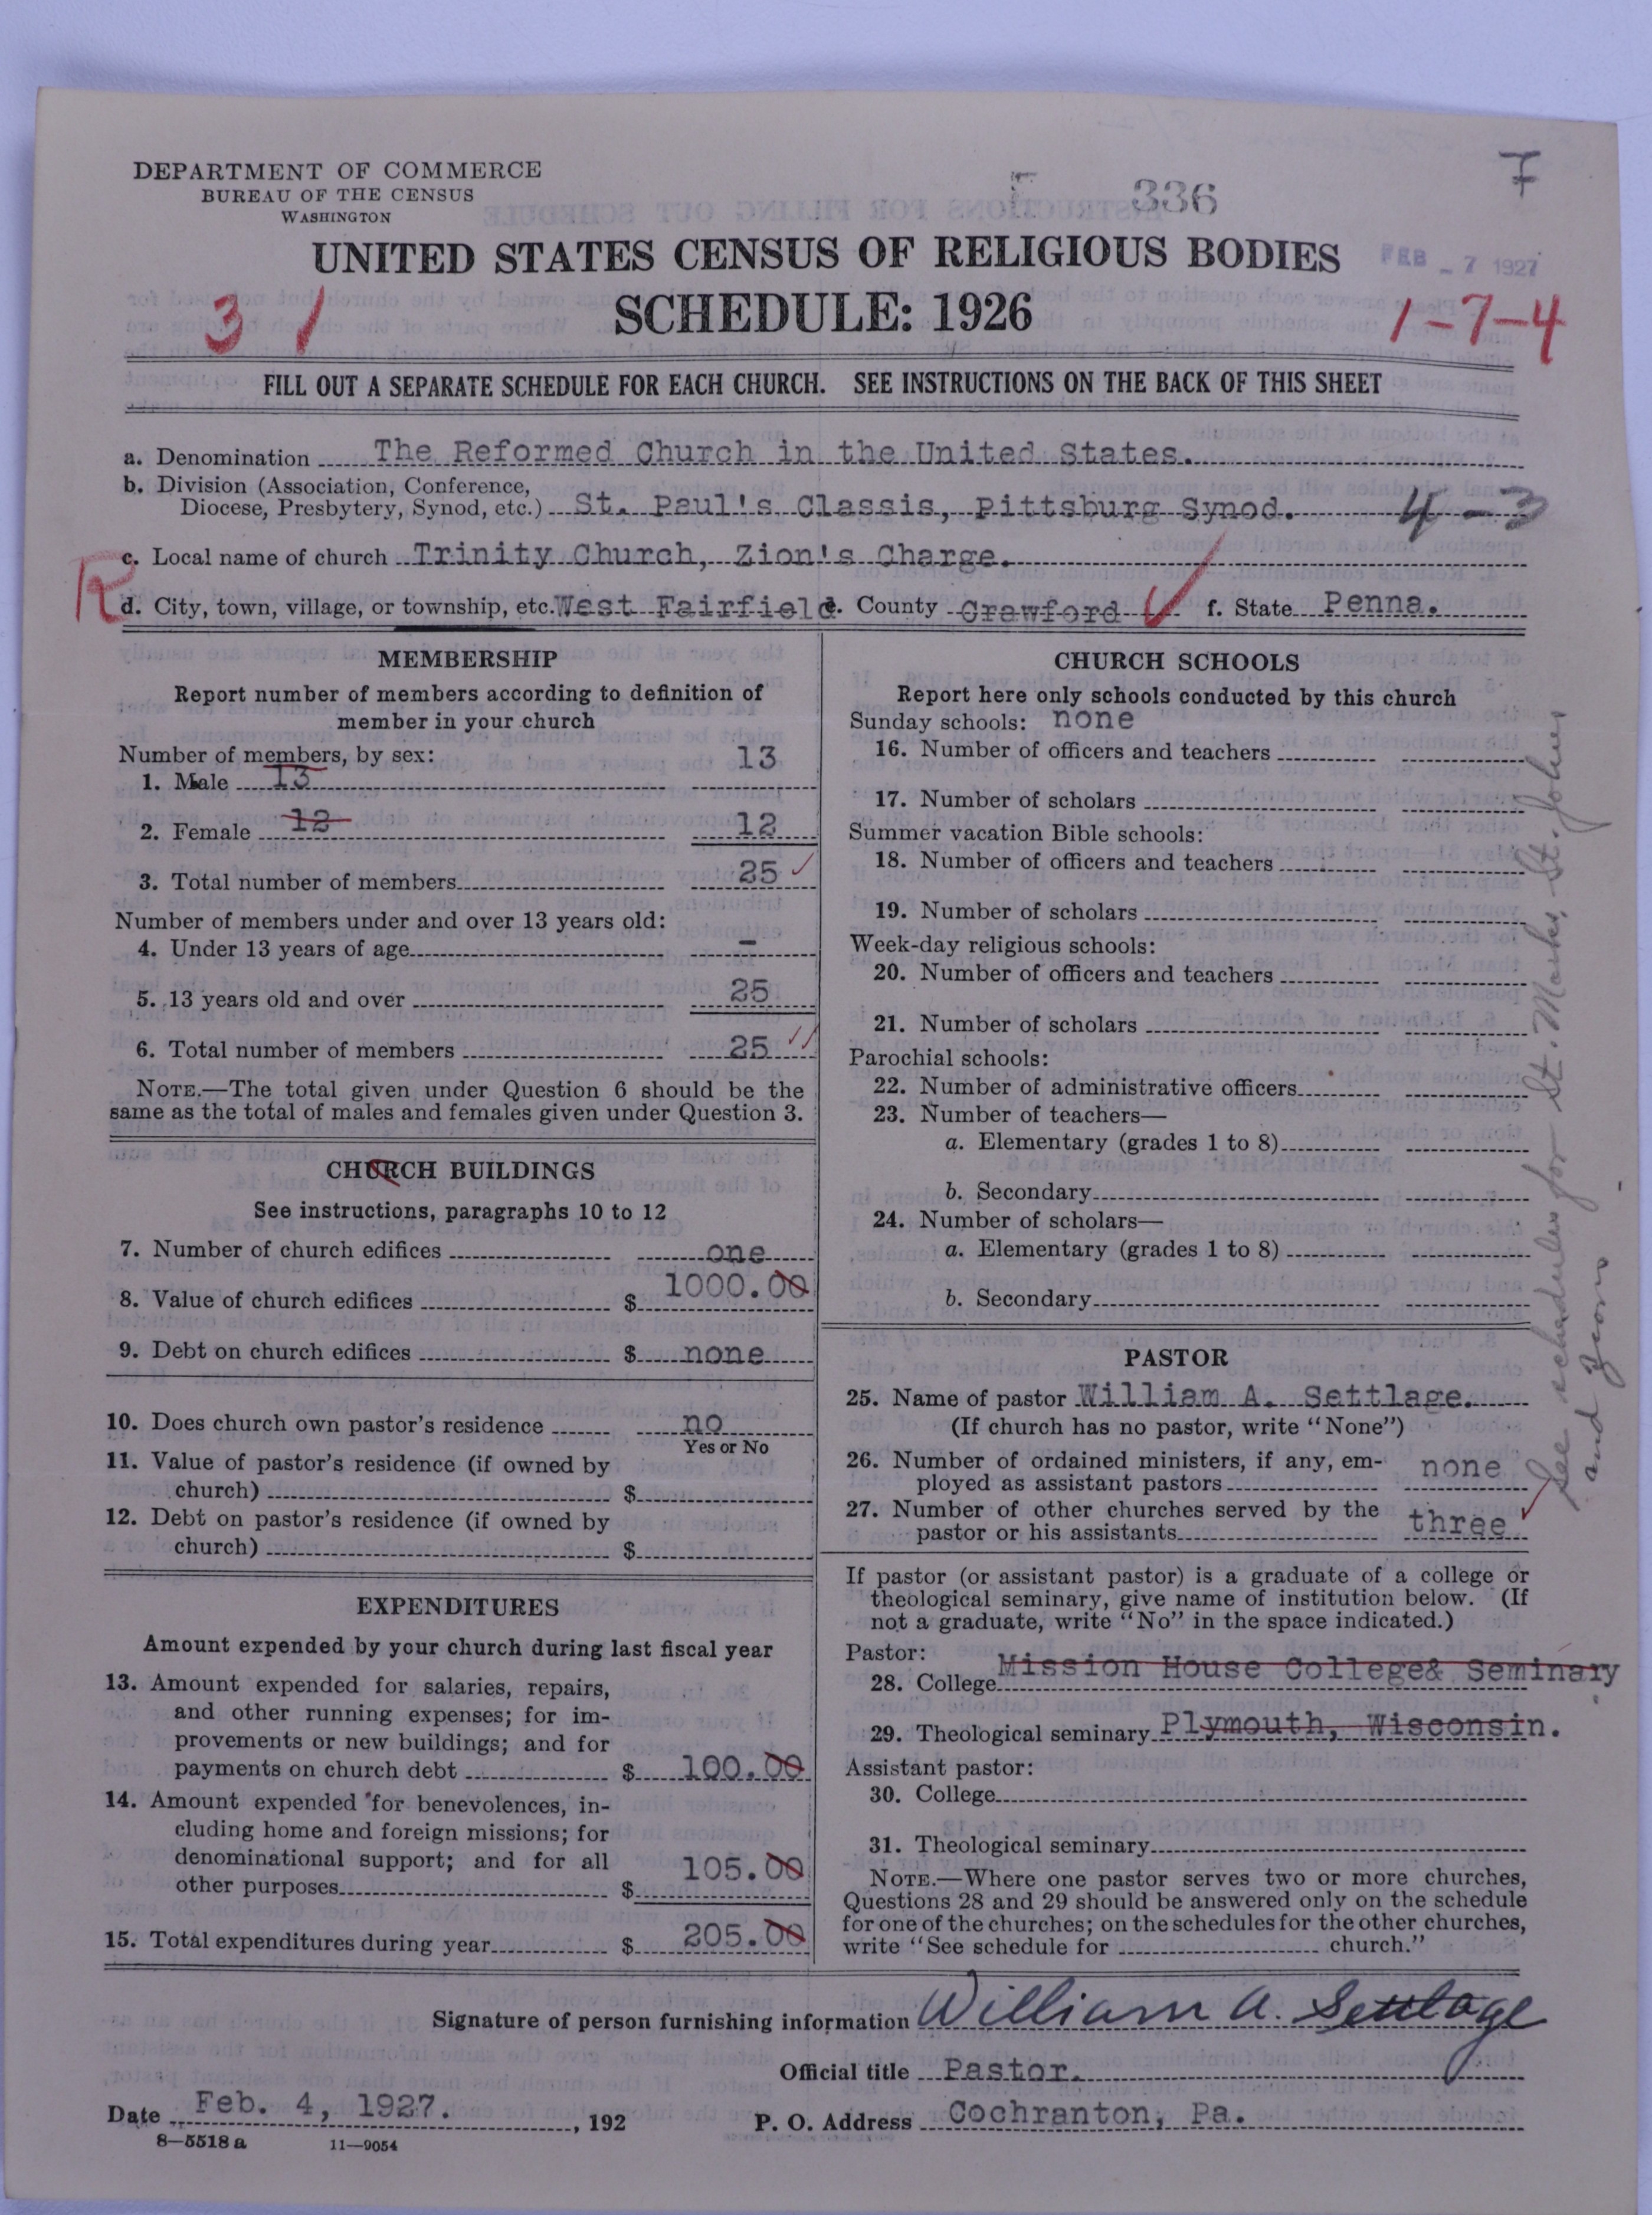 DEPARTMENT OF COMMERCE
BUREAU OF THE CENSUS
WASHINGTON
336
F
UNITED STATES CENSUS OF RELIGIOUS BODIES
FEB - 7 1927
SCHEDULE: 1926
3 1
1-7-4
FILL OUT A SEPARATE SCHEDULE FOR EACH CHURCH. SEE INSTRUCTIONS ON THE BACK OF THIS SHEET
a. Denomination The Reformed Church in the United States.
b. Division (Association, Conference,
Diocese, Presbytery, Synod, etc.) St. Paul's Classis, Pittsburg Synod. 4-3
c. Local name of church Trinity Church, Zion's Charge.
R
d. City, town, village, or township, etc. West Fairfield e. County Crawford f. State Penna.
MEMBERSHIP
Report number of members according to definition of
member in your church
Number of members, by sex:
1. Male 13 13
2. Female 12 12
3. Total number of members 25
Number of members under and over 13 years old:
4. Under 13 years of age –
5. 13 years old and over 25
6. Total number of members 25
NOTE.—The total given under Question 6 should be the
same as the total of males and females given under Question 3.
CHURCH BUILDINGS
See instructions, paragraphs 10 to 12
7. Number of church edifices one
8. Value of church edifices $ 1000.00
9. Debt on church edifices $ none
10. Does church own pastor's residence no
Yes or No
11. Value of pastor's residence (if owned by
church) $
12. Debt on pastor's residence (if owned by
church) $
EXPENDITURES
Amount expended by your church during last fiscal year
13. Amount expended for salaries, repairs,
and other running expenses; for im-
provements or new buildings; and for
payments on church debt $ 100.00
14. Amount expended for benevolences, in-
cluding home and foreign missions; for
denominational support; and for all
other purposes $ 105.00
15. Total expenditures during year $ 205.00
CHURCH SCHOOLS
Report here only schools conducted by this church
Sunday schools: none
16. Number of officers and teachers
17. Number of scholars
Summer vacation Bible schools:
18. Number of officers and teachers
19. Number of scholars
Week-day religious schools:
20. Number of officers and teachers
21. Number of scholars
Parochial schools:
22. Number of administrative officers
23. Number of teachers—
a. Elementary (grades 1 to 8)
b. Secondary
24. Number of scholars—
a. Elementary (grades 1 to 8)
b. Secondary
PASTOR
25. Name of pastor William A. Settlage.
(If church has no pastor, write "None")
26. Number of ordained ministers, if any, em-
ployed as assistant pastors none
27. Number of other churches served by the
pastor or his assistants three
See schedules for St. Marks, St. Johns
and Zions
If pastor (or assistant pastor) is a graduate of a college or
theological seminary, give name of institution below. (If
not a graduate, write "No" in the space indicated.)
Pastor:
28. College Mission House College& Seminary
29. Theological seminary Plymouth, Wisconsin.
Assistant pastor:
30. College
31. Theological seminary
NOTE.—Where one pastor serves two or more churches,
Questions 28 and 29 should be answered only on the schedule
for one of the churches; on the schedules for the other churches,
write "See schedule for church."
Signature of person furnishing information William A. Settlage
Official title Pastor.
Date Feb. 4, 1927. , 192
P. O. Address Cochranton, Pa.
8—5518 a 11—9054